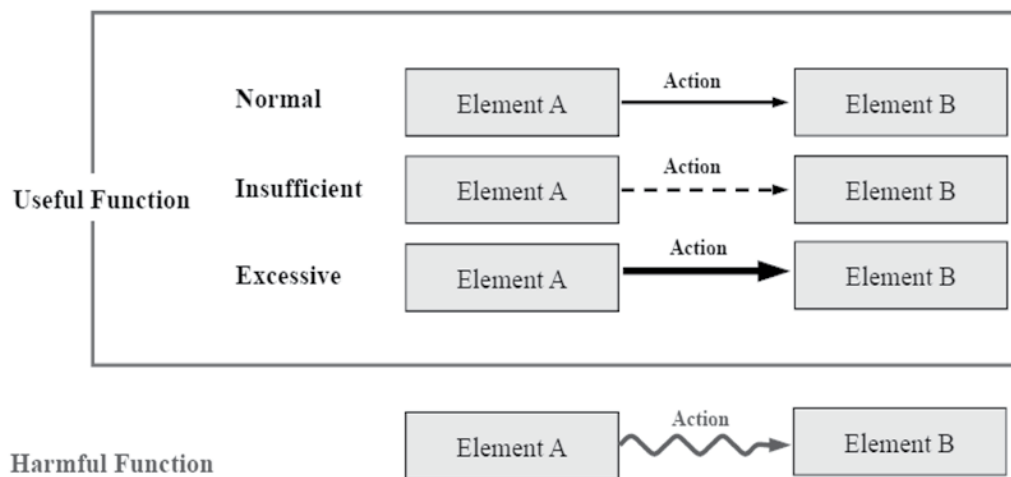 Normal
Element A
Action
Element B
Useful Function
Insufficient
Element A
Action
Element B
Excessive
Element A
Action
Element B
Harmful Function
Element A
Action
Element B